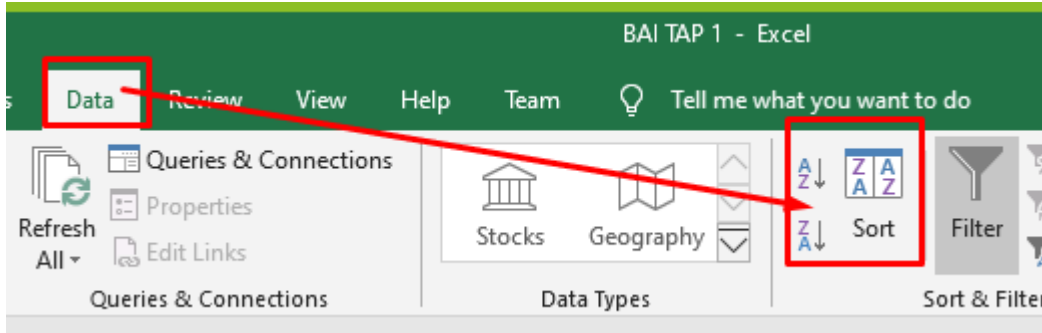 BAI TAP 1 - Excel
s Data Review View Help Team Tell me what you want to do
Queries & Connections
Properties
Edit Links
Refresh
All
Stocks
Geography
A
Z
Z
A
Z A
A Z
Sort
Filter
Queries & Connections
Data Types
Sort & Filte